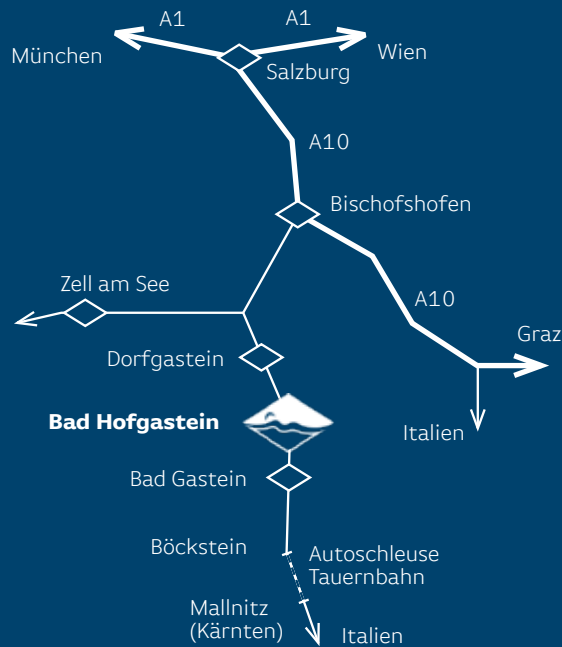 A1
A1
München
Wien
Salzburg
A10
Bischofshofen
Zell am See
A10
Graz
Dorfgastein
Bad Hofgastein
Italien
Bad Gastein
Böckstein
Autoschleuse
Tauernbahn
Mallnitz
(Kärnten)
Italien